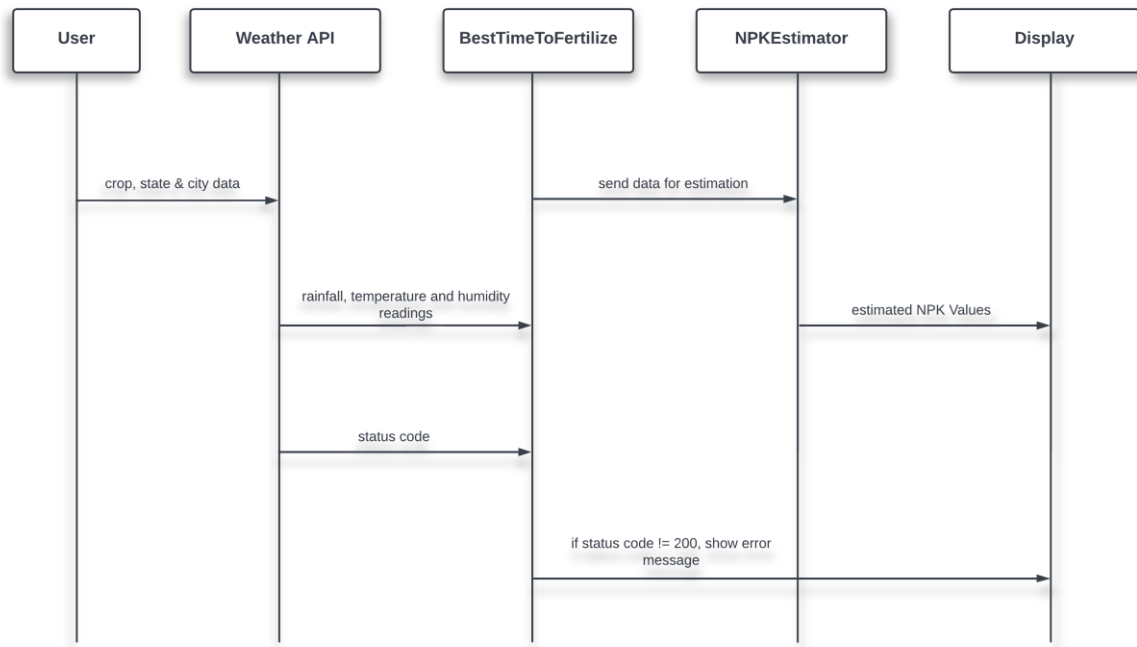 User
Weather API
BestTimeToFertilize
NPKEstimator
Display
crop, state & city data
send data for estimation
rainfall, temperature and humidity
readings
estimated NPK Values
status code
if status code != 200, show error
message